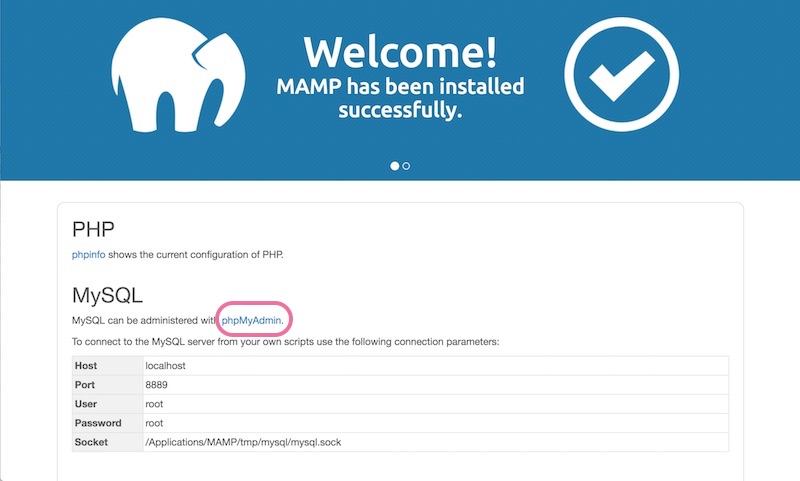 Welcome!
MAMP has been installed
successfully.
PHP
phpinfo shows the current configuration of PHP.
MySQL
MySQL can be administered with phpMyAdmin.
To connect to the MySQL server from your own scripts use the following connection parameters:
Host localhost
Port 8889
User root
Password root
Socket /Applications/MAMP/tmp/mysql/mysql.sock